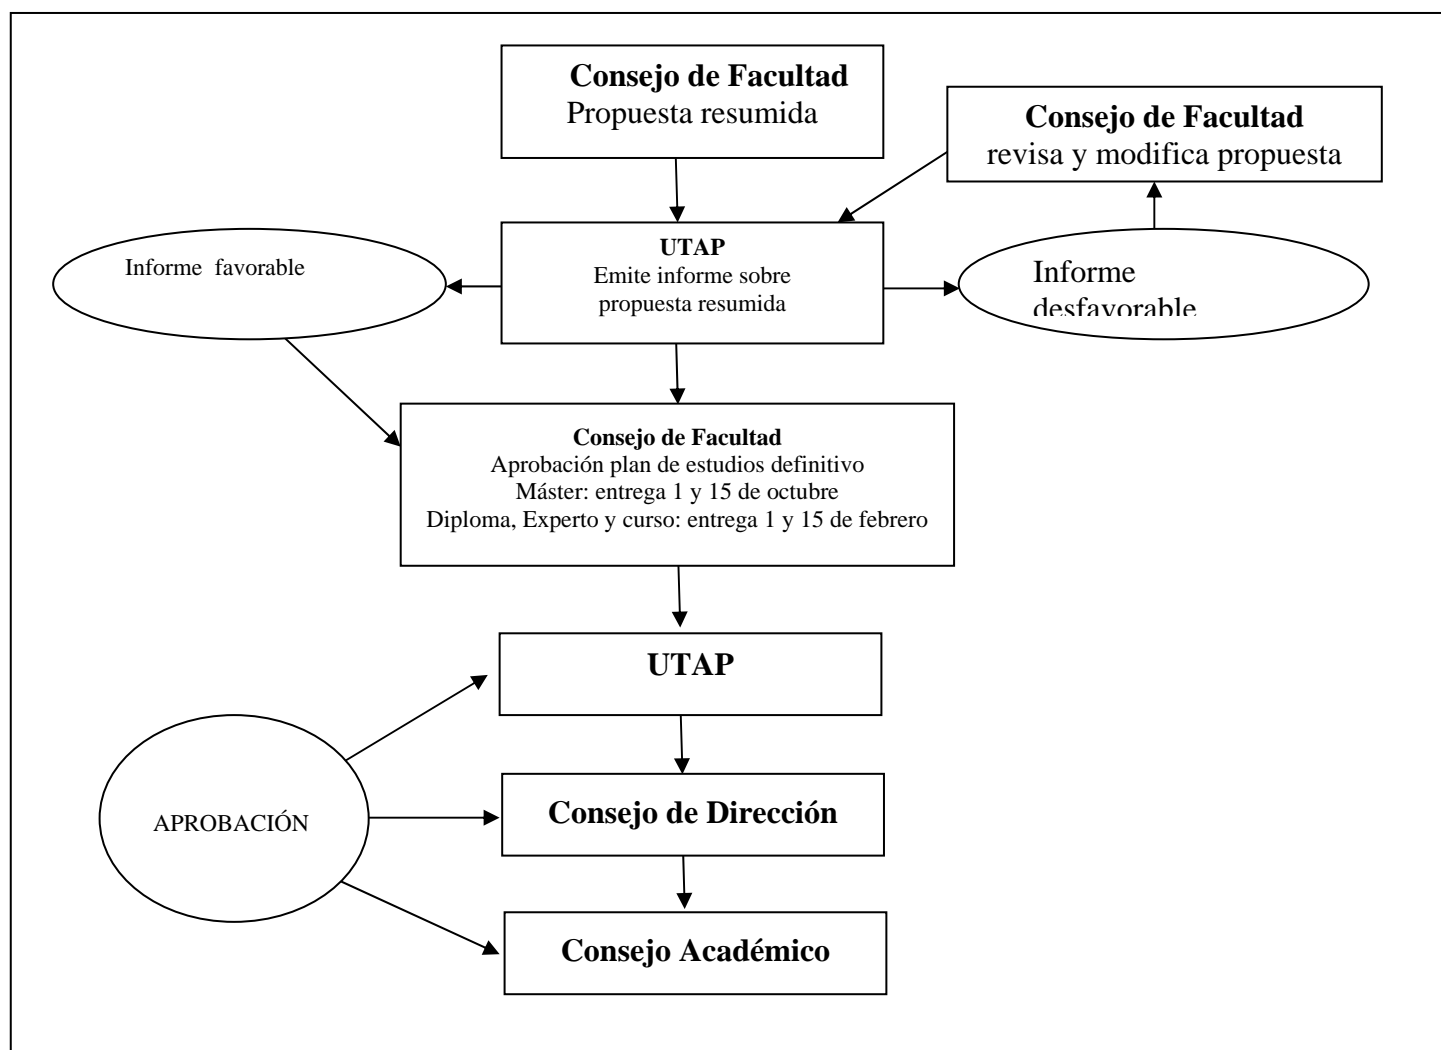 Consejo de Facultad
Propuesta resumida
Consejo de Facultad
revisa y modifica propuesta
UTAP
Emite informe sobre
propuesta resumida
Informe favorable
Informe
desfavorable
Consejo de Facultad
Aprobación plan de estudios definitivo
Máster: entrega 1 y 15 de octubre
Diploma, Experto y curso: entrega 1 y 15 de febrero
UTAP
APROBACIÓN
Consejo de Dirección
Consejo Académico